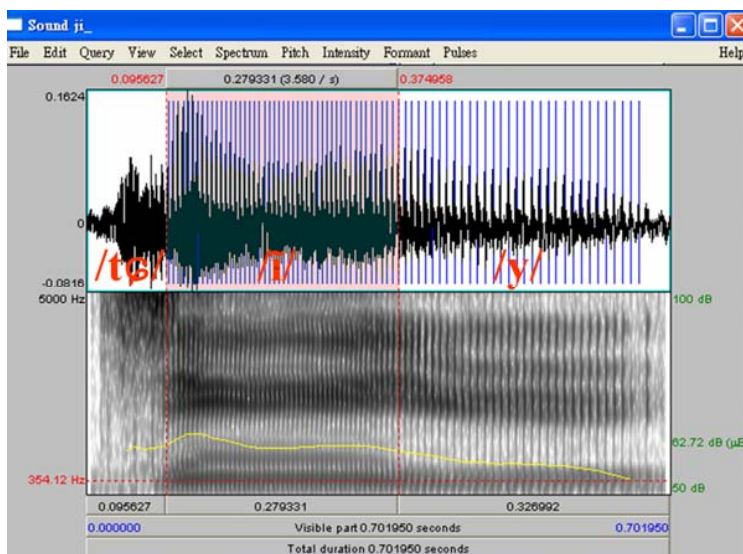 Sound ji_
File Edit Query View Select Spectrum Pitch Intensity Formant Pulses Help
0.095627 0.279331 (3.580 / s) 0.374958
0.1624
0
-0.0816
/tɕ/ /ĩ/ /y/
5000 Hz 100 dB
354.12 Hz 62.72 dB (µE
50 dB
0.095627 0.279331 0.326992
0.000000 Visible part 0.701950 seconds 0.701950
Total duration 0.701950 seconds